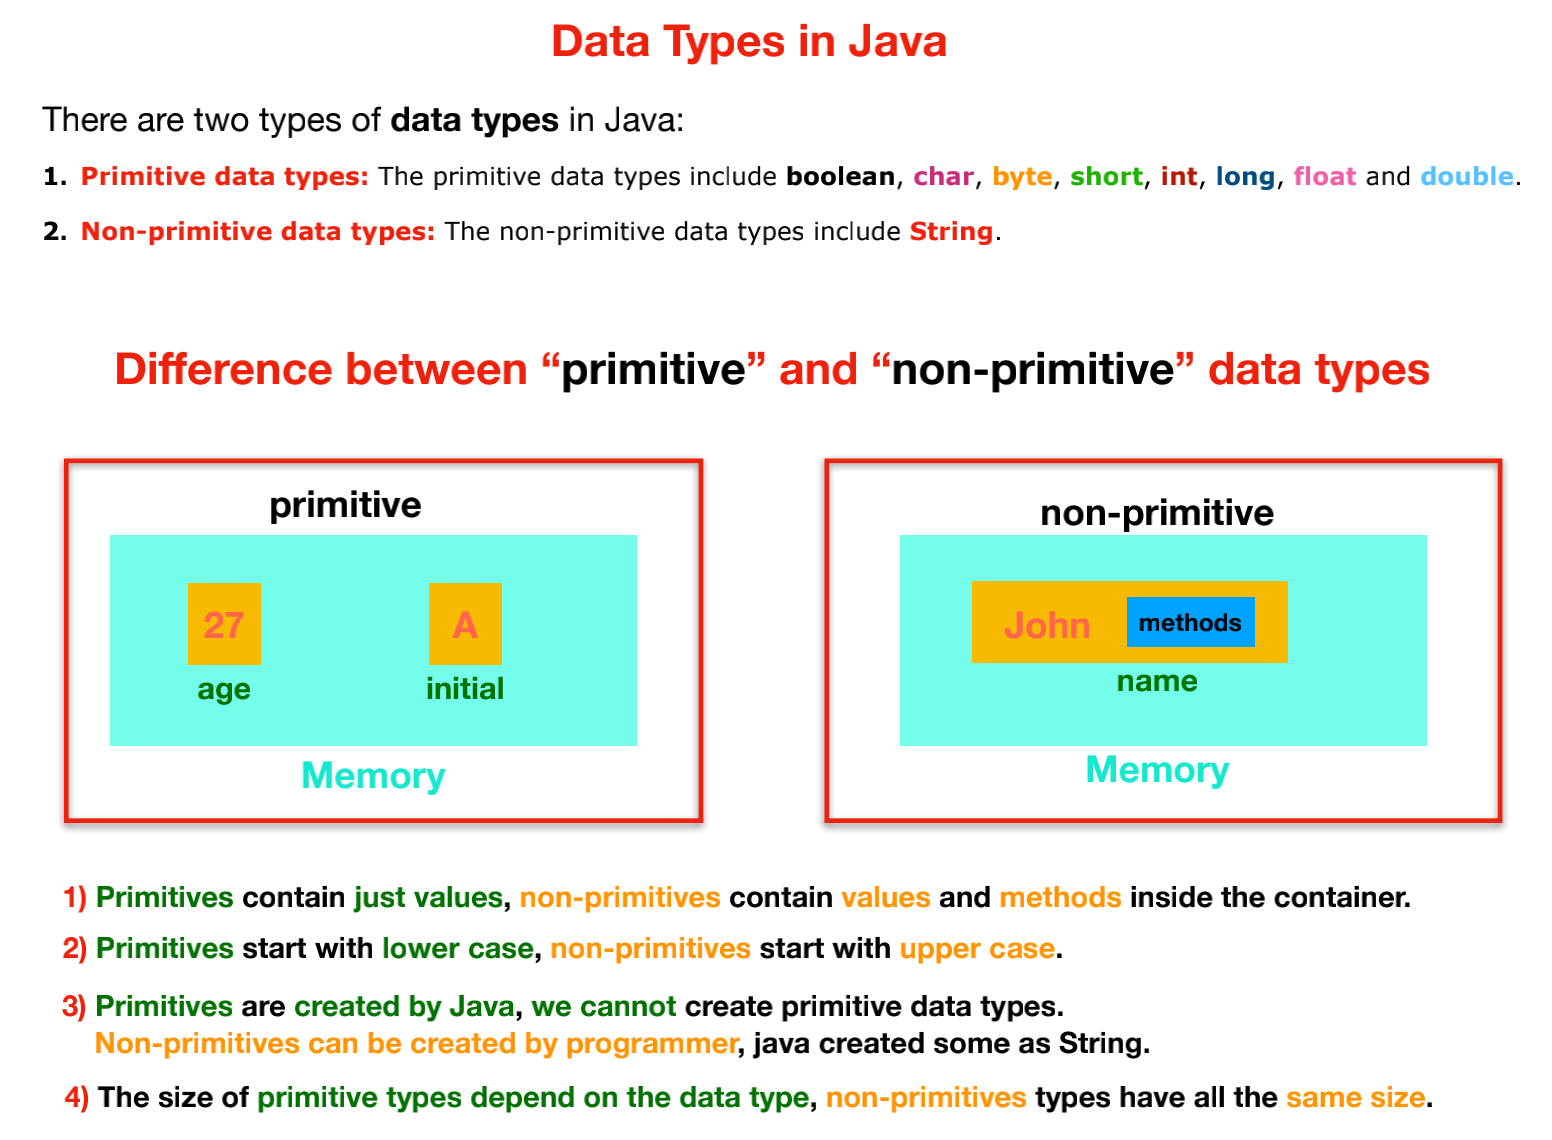 Data Types in Java
There are two types of data types in Java:
1. Primitive data types: The primitive data types include boolean, char, byte, short, int, long, float and double.
2. Non-primitive data types: The non-primitive data types include String.
Difference between “primitive” and “non-primitive” data types
primitive
27
A
age
initial
Memory
non-primitive
John
methods
name
Memory
1) Primitives contain just values, non-primitives contain values and methods inside the container.
2) Primitives start with lower case, non-primitives start with upper case.
3) Primitives are created by Java, we cannot create primitive data types.
Non-primitives can be created by programmer, java created some as String.
4) The size of primitive types depend on the data type, non-primitives types have all the same size.